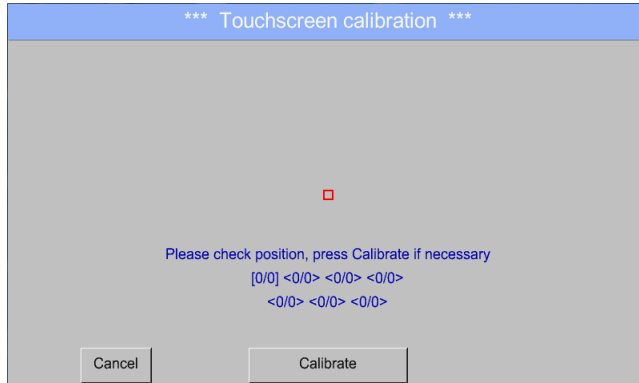 *** Touchscreen calibration ***
Please check position, press Calibrate if necessary
[0/0] <0/0> <0/0> <0/0>
<0/0> <0/0> <0/0>
Cancel
Calibrate